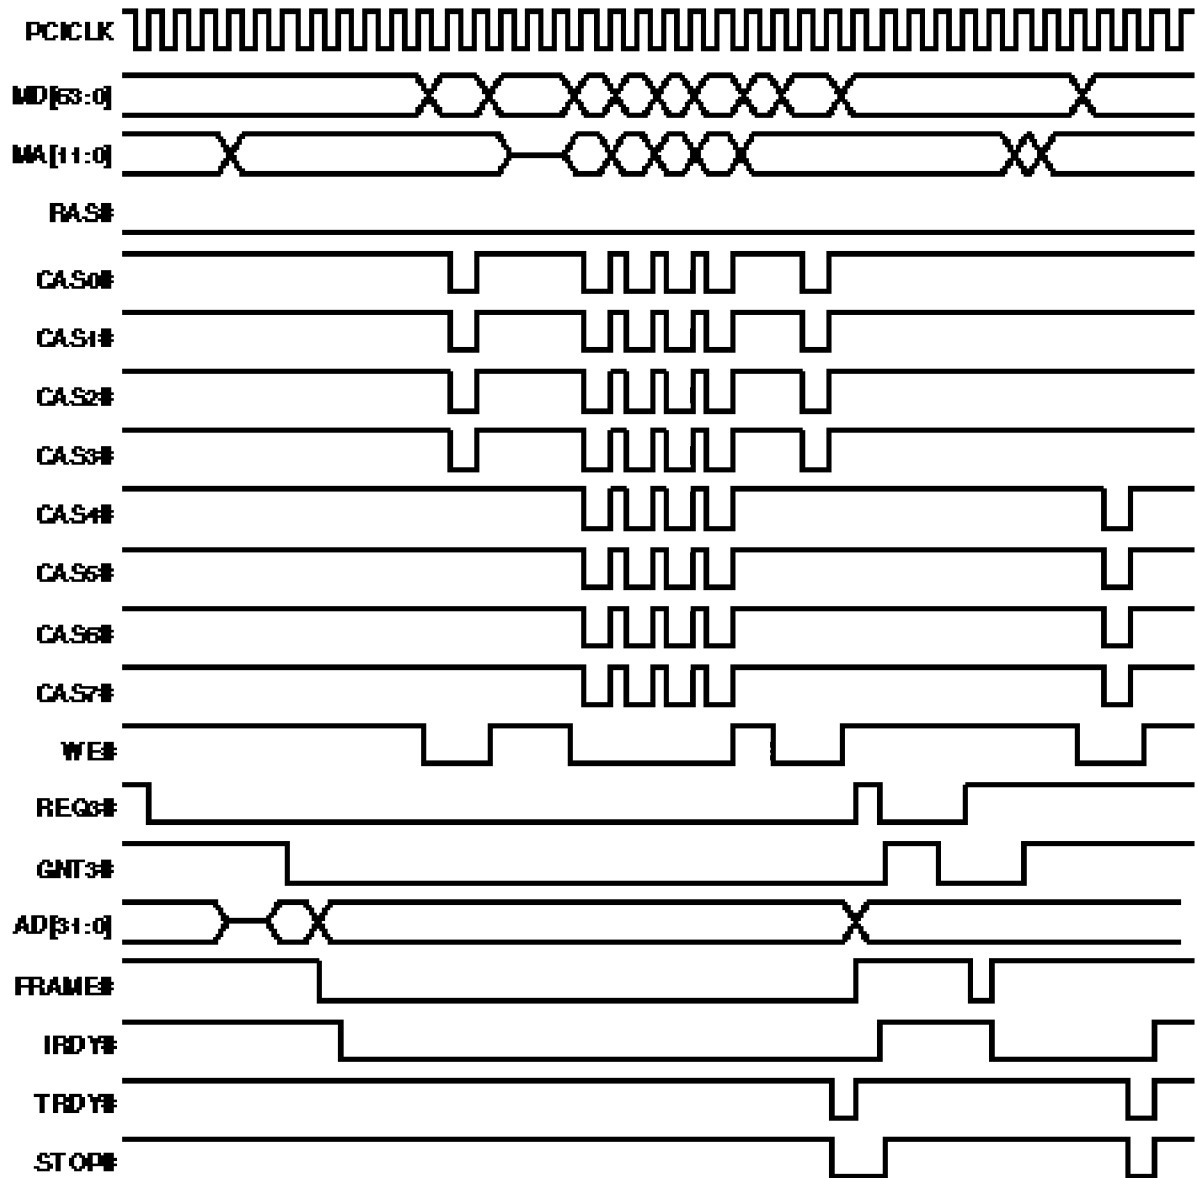 PCICLK
MD[63:0]
MA[11:0]
RAS#
CAS0#
CAS1#
CAS2#
CAS3#
CAS4#
CAS5#
CAS6#
CAS7#
WE#
REQ3#
GNT3#
AD[31:0]
FRAME#
IRDY#
TRDY#
STOP#